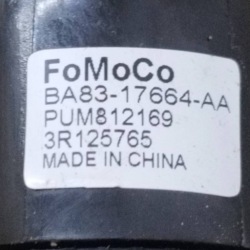 FoMoCo
BA83-17664-AA
PUM812169
3R125765
MADE IN CHINA